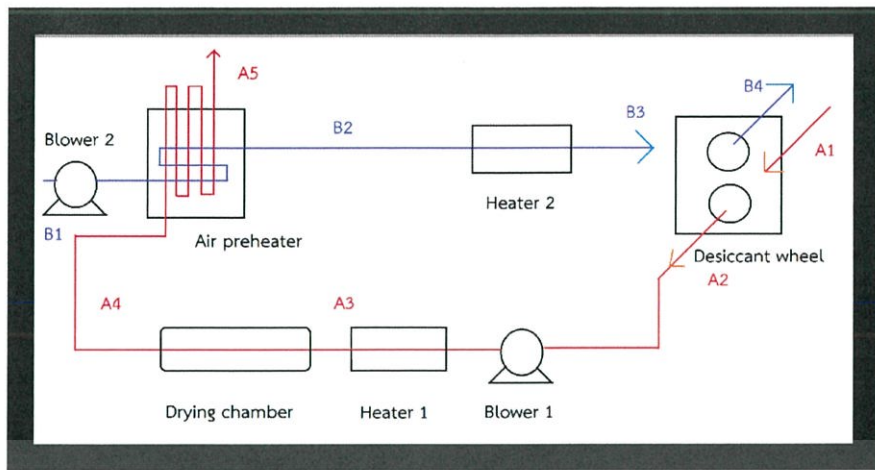 A5
B4
B2
B3
Blower 2
A1
Heater 2
B1
Air preheater
Desiccant wheel
A2
A4
A3
Drying chamber
Heater 1
Blower 1